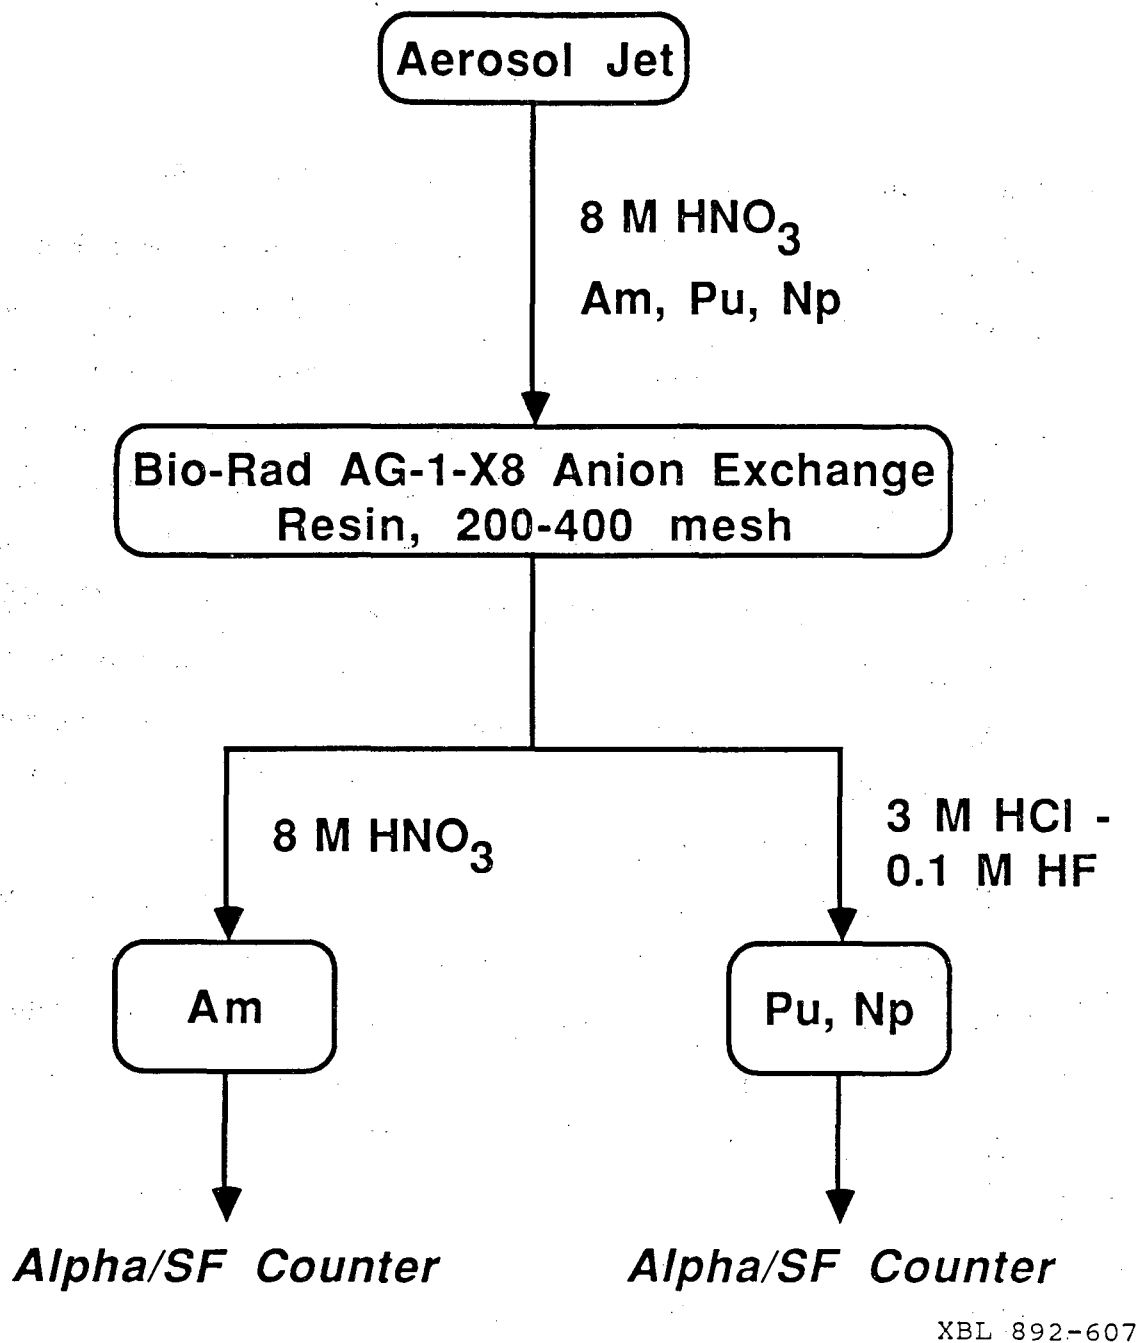 Aerosol Jet
8 M HNO3
Am, Pu, Np
Bio-Rad AG-1-X8 Anion Exchange
Resin, 200-400 mesh
8 M HNO3
3 M HCl -
0.1 M HF
Am
Pu, Np
Alpha/SF Counter
Alpha/SF Counter
XBL 892-607